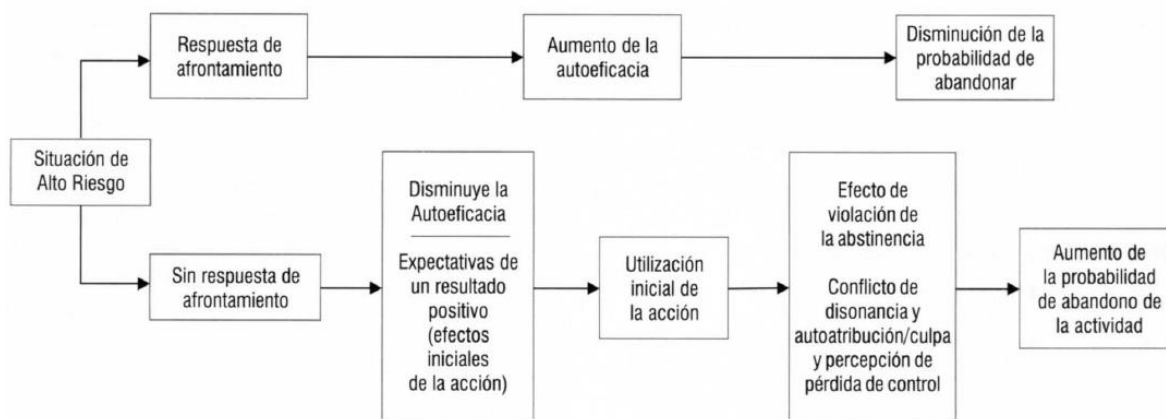 Respuesta de
afrontamiento
Aumento de la
autoeficacia
Disminución de la
probabilidad de
abandonar
Situación de
Alto Riesgo
Sin respuesta de
afrontamiento
Disminuye la
Autoeficacia
Expectativas de
un resultado
positivo
(efectos
iniciales
de la acción)
Utilización
inicial de
la acción
Efecto de
violación de
la abstinencia
Conflicto de
disonancia y
autoatribución/culpa
y percepción de
pérdida de control
Aumento de
la probabilidad
de abandono de
la actividad